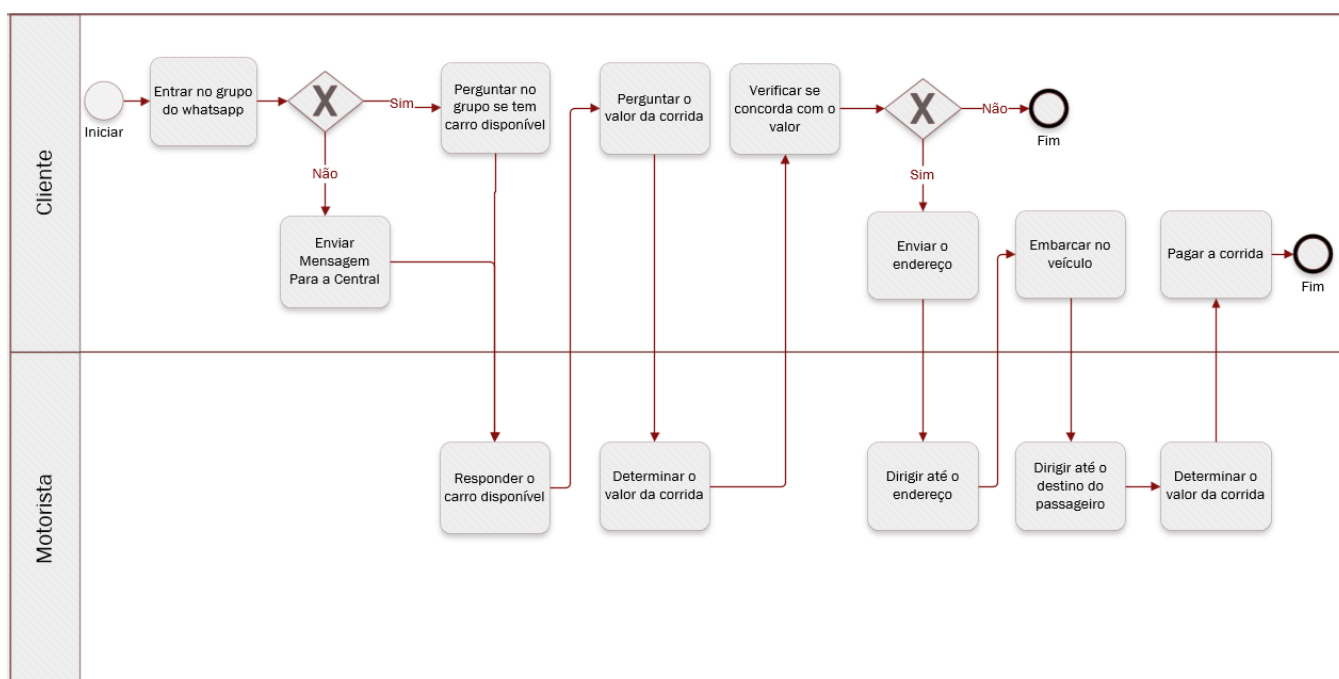 Cliente
Iniciar
Entrar no grupo
do whatsapp
X
Sim
Não
Enviar
Mensagem
Para a Central
Perguntar no
grupo se tem
carro disponível
Perguntar o
valor da corrida
Verificar se
concorda com o
valor
X
Não
Fim
Sim
Enviar o
endereço
Embarcar no
veículo
Pagar a corrida
Fim
Motorista
Responder o
carro disponível
Determinar o
valor da corrida
Dirigir até o
endereço
Dirigir até o
destino do
passageiro
Determinar o
valor da corrida